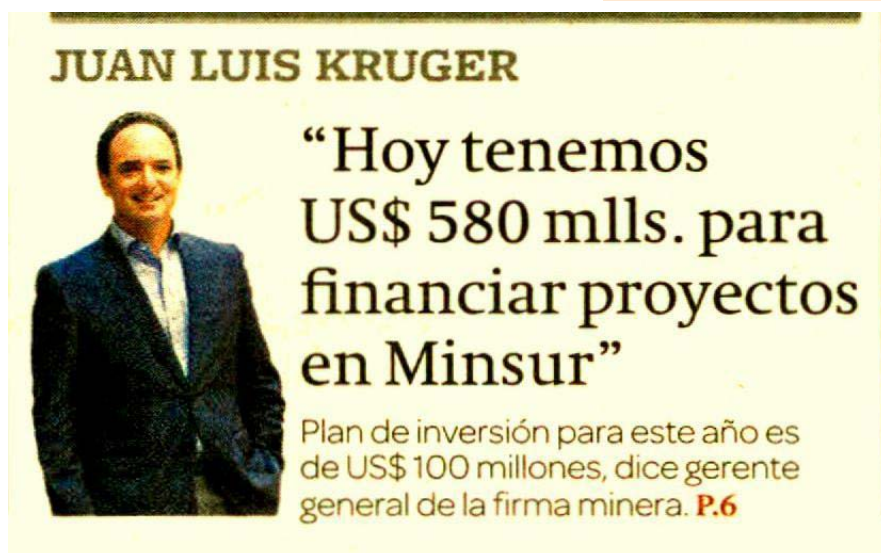 JUAN LUIS KRUGER
“Hoy tenemos
US$ 580 mlls. para
financiar proyectos
en Minsur”
Plan de inversión para este año es
de US$ 100 millones, dice gerente
general de la firma minera. P.6